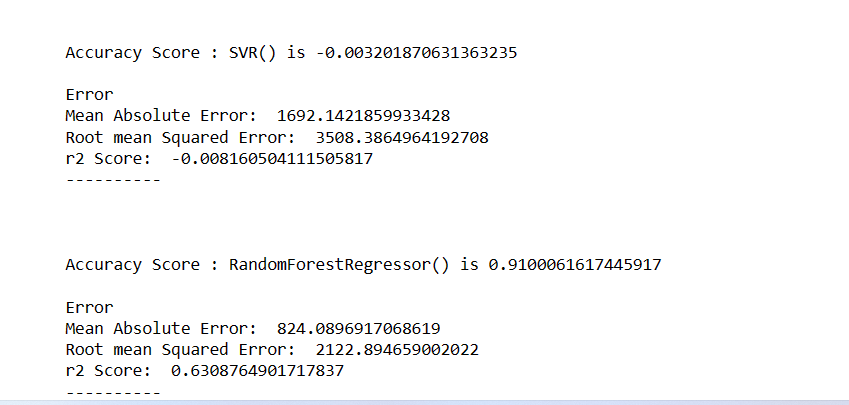 Accuracy Score : SVR() is -0.003201870631363235
Error
Mean Absolute Error:  1692.1421859933428
Root mean Squared Error:  3508.3864964192708
r2 Score:  -0.008160504111505817
----------
Accuracy Score : RandomForestRegressor() is 0.9100061617445917
Error
Mean Absolute Error:  824.0896917068619
Root mean Squared Error:  2122.894659002022
r2 Score:  0.6308764901717837
----------